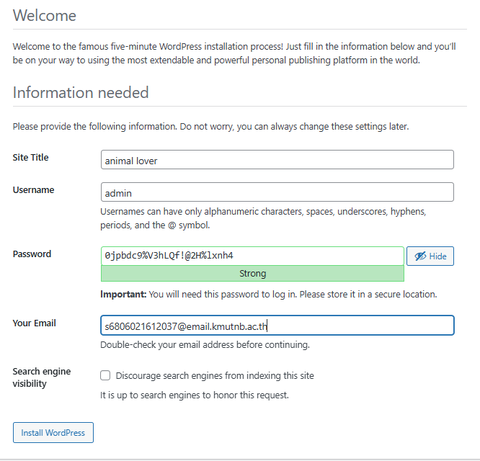 Welcome
Welcome to the famous five-minute WordPress installation process! Just fill in the information below and you'll
be on your way to using the most extendable and powerful personal publishing platform in the world.
Information needed
Please provide the following information. Do not worry, you can always change these settings later.
Site Title
animal lover
Username
admin
Usernames can have only alphanumeric characters, spaces, underscores, hyphens,
periods, and the @ symbol.
Password
0jpbdc9%V3hLQf!@2H%lxnh4
Hide
Strong
Important: You will need this password to log in. Please store it in a secure location.
Your Email
s6806021612037@email.kmutnb.ac.th
Double-check your email address before continuing.
Search engine
visibility
Discourage search engines from indexing this site
It is up to search engines to honor this request.
Install WordPress